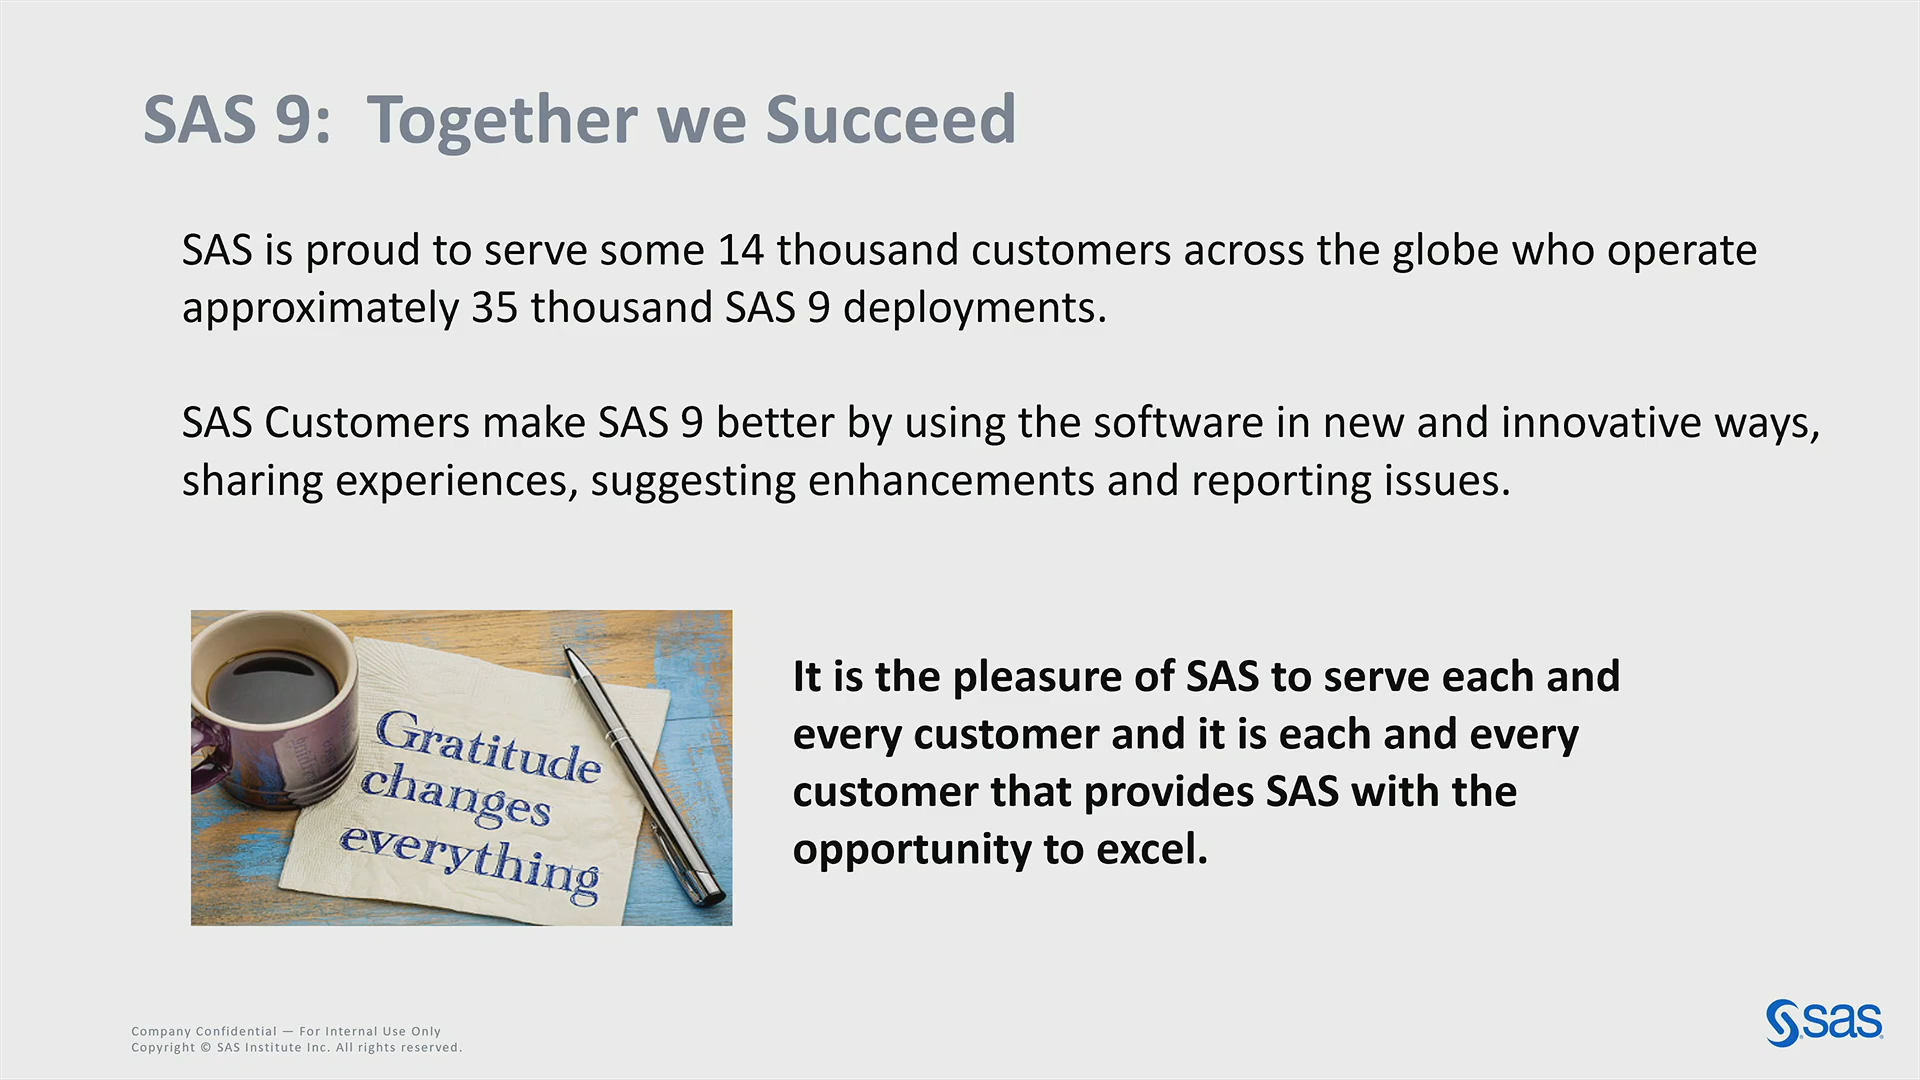 SAS 9: Together we Succeed
SAS is proud to serve some 14 thousand customers across the globe who operate
approximately 35 thousand SAS 9 deployments.
SAS Customers make SAS 9 better by using the software in new and innovative ways,
sharing experiences, suggesting enhancements and reporting issues.
Gratitude
changes
everything
It is the pleasure of SAS to serve each and
every customer and it is each and every
customer that provides SAS with the
opportunity to excel.
Company Confidential — For Internal Use Only
Copyright © SAS Institute Inc. All rights reserved.
sas